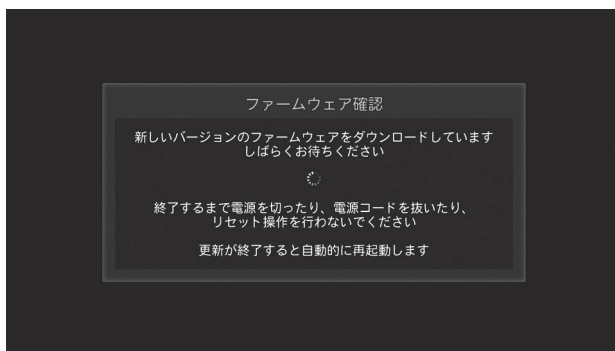 ファームウェア確認
新しいバージョンのファームウェアをダウンロードしています
しばらくお待ちください
終了するまで電源を切ったり、電源コードを抜いたり、
リセット操作を行わないでください
更新が終了すると自動的に再起動します